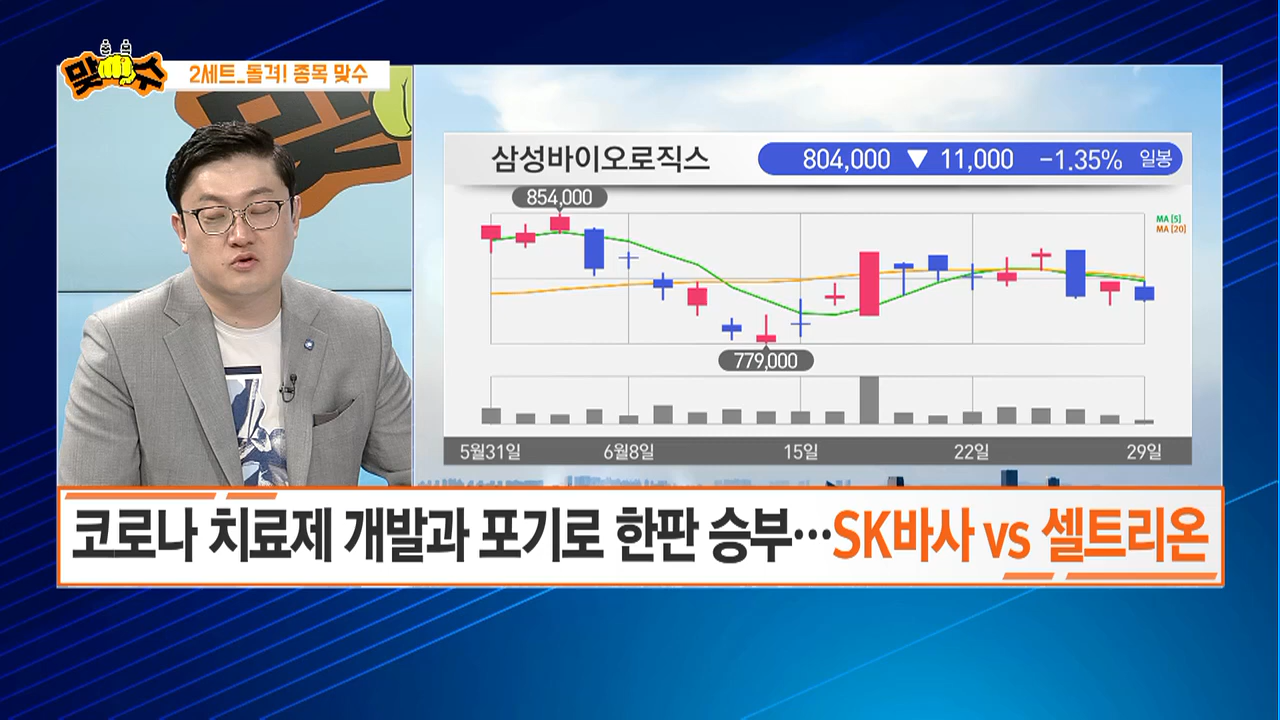 종목
맞수
2세트_돌격! 종목 맞수
삼성바이오로직스
804,000 ▼ 11,000 -1.35% 일봉
854,000
MA [5]
MA [20]
779,000
5월31일 6월8일 15일 22일 29일
코로나 치료제 개발과 포기로 한판 승부…SK바사 vs 셀트리온